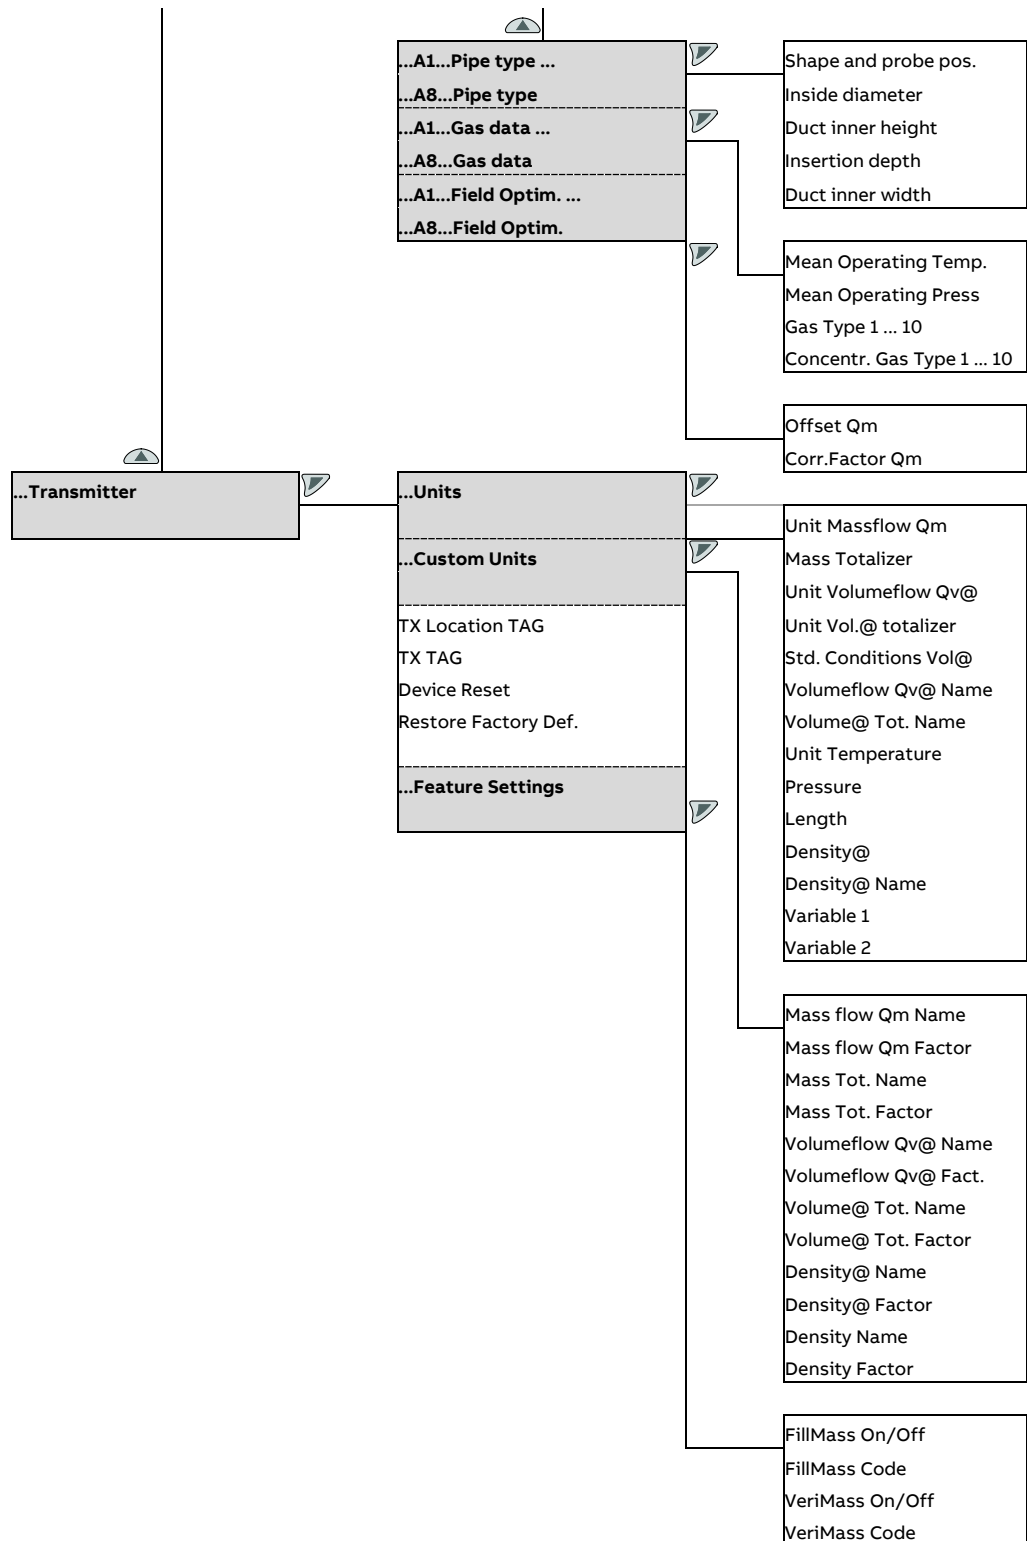 ...A1...Pipe type ...
...A8...Pipe type
...A1...Gas data ...
...A8...Gas data
...A1...Field Optim. ...
...A8...Field Optim.
Shape and probe pos.
Inside diameter
Duct inner height
Insertion depth
Duct inner width
Mean Operating Temp.
Mean Operating Press
Gas Type 1 ... 10
Concentr. Gas Type 1 ... 10
Offset Qm
Corr.Factor Qm
...Transmitter
...Units
...Custom Units
TX Location TAG
TX TAG
Device Reset
Restore Factory Def.
...Feature Settings
Unit Massflow Qm
Mass Totalizer
Unit Volumeflow Qv@
Unit Vol.@ totalizer
Std. Conditions Vol@
Volumeflow Qv@ Name
Volume@ Tot. Name
Unit Temperature
Pressure
Length
Density@
Density@ Name
Variable 1
Variable 2
Mass flow Qm Name
Mass flow Qm Factor
Mass Tot. Name
Mass Tot. Factor
Volumeflow Qv@ Name
Volumeflow Qv@ Fact.
Volume@ Tot. Name
Volume@ Tot. Factor
Density@ Name
Density@ Factor
Density Name
Density Factor
FillMass On/Off
FillMass Code
VeriMass On/Off
VeriMass Code